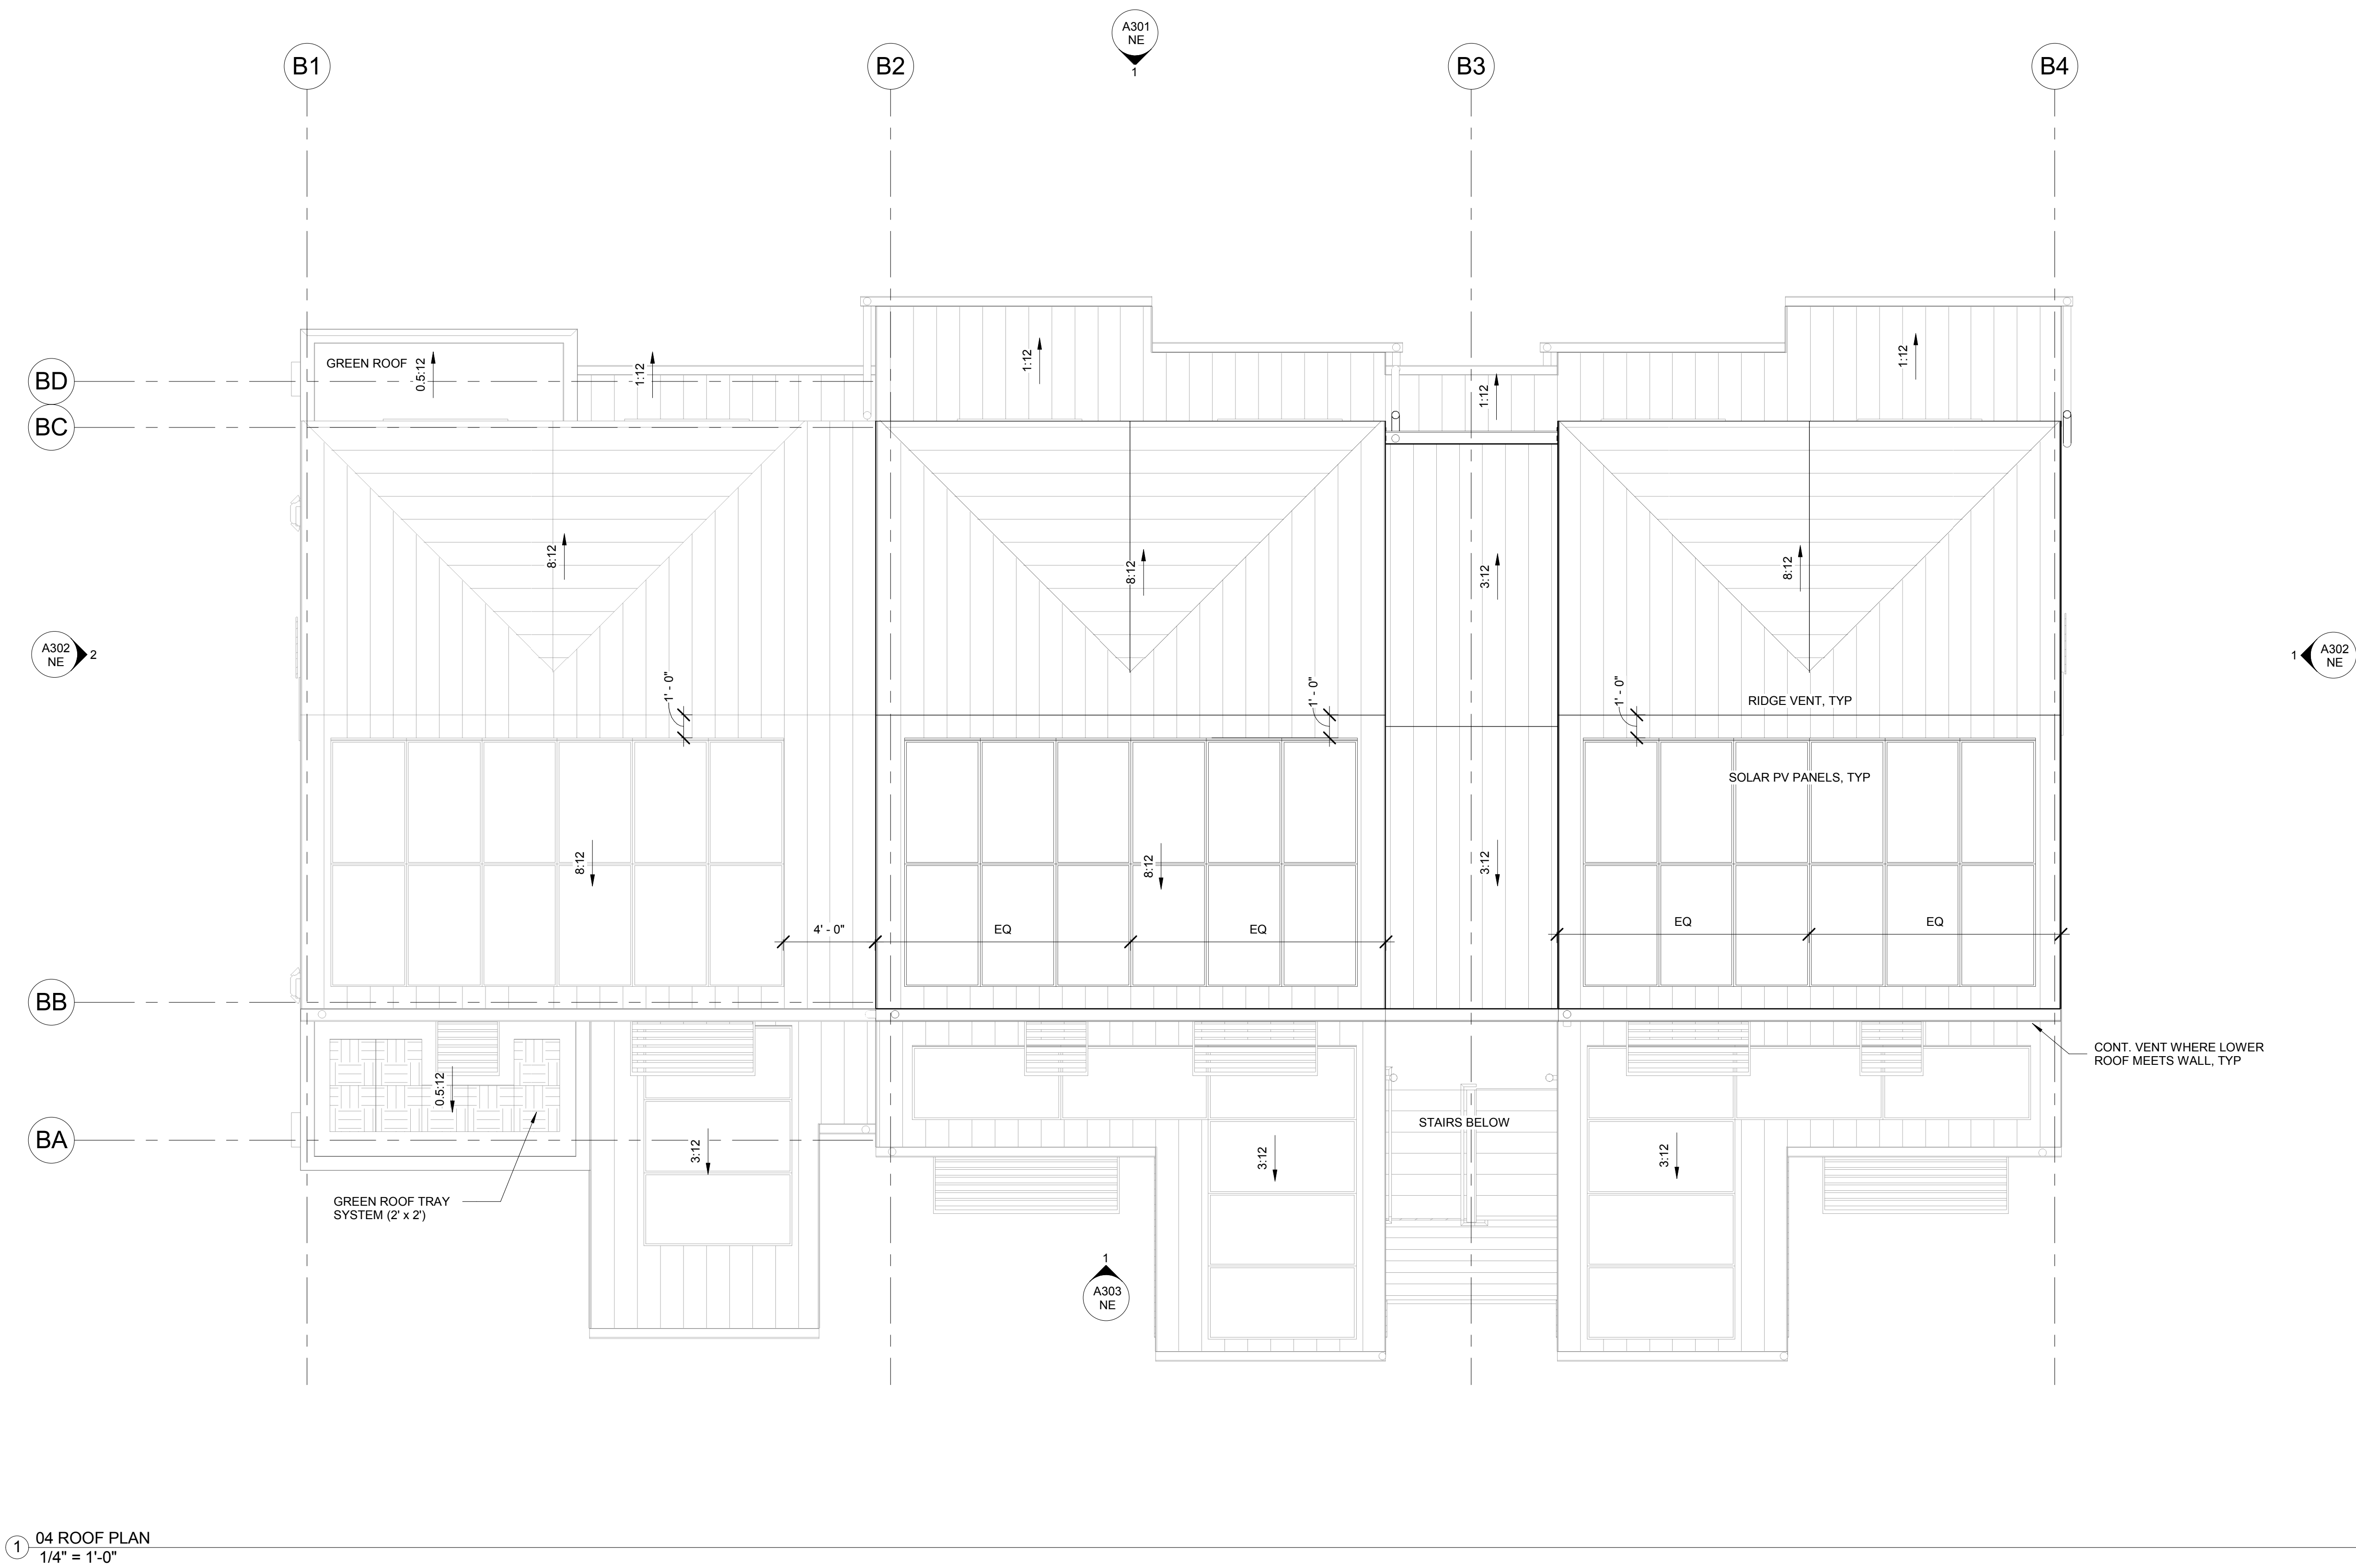 A301
NE
1
B1
B2
B3
B4
GREEN ROOF
0.5:12
1:12
1:12
1:12
1:12
BD
BC
8:12
8:12
3:12
8:12
A302
NE
2
1
A302
NE
1' - 0"
1' - 0"
1' - 0"
RIDGE VENT, TYP
SOLAR PV PANELS, TYP
8:12
8:12
3:12
4' - 0"
EQ
EQ
EQ
EQ
BB
CONT. VENT WHERE LOWER
ROOF MEETS WALL, TYP
0.5:12
STAIRS BELOW
BA
3:12
3:12
3:12
GREEN ROOF TRAY
SYSTEM (2' x 2')
1
A303
NE
1
04 ROOF PLAN
1/4" = 1'-0"